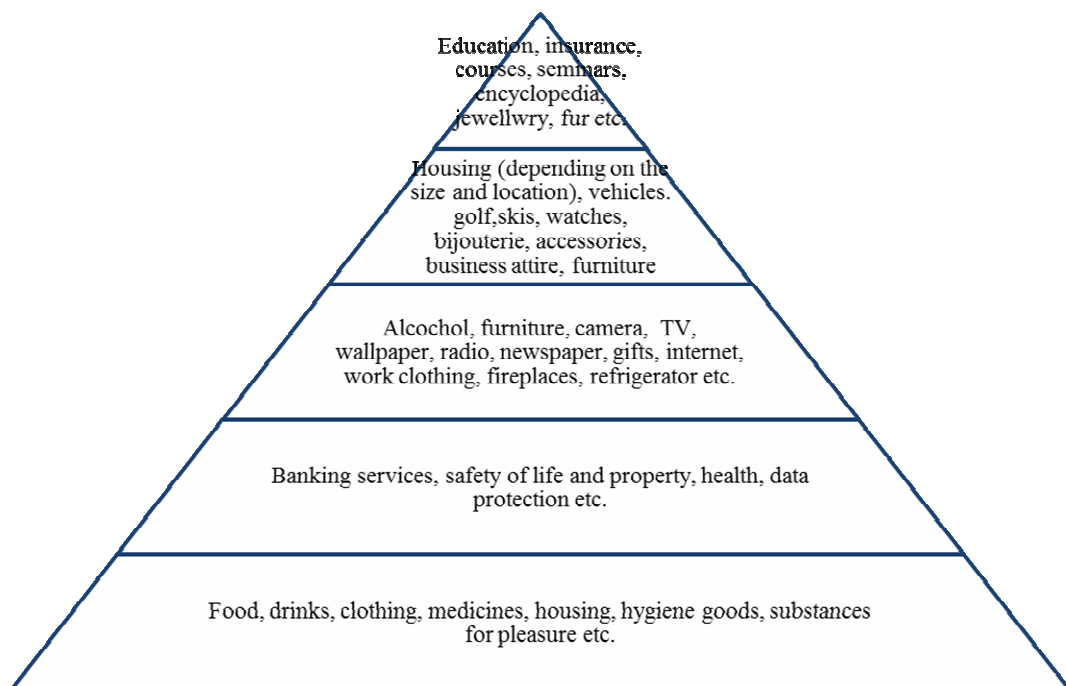 Education, insurance,
courses, seminars,
encyclopedia,
jewellwry, fur etc.
Housing (depending on the
size and location), vehicles.
golf,skis, watches,
bijouterie, accessories,
business attire, furniture
Alcochol, furniture, camera, TV,
wallpaper, radio, newspaper, gifts, internet,
work clothing, fireplaces, refrigerator etc.
Banking services, safety of life and property, health, data
protection etc.
Food, drinks, clothing, medicines, housing, hygiene goods, substances
for pleasure etc.